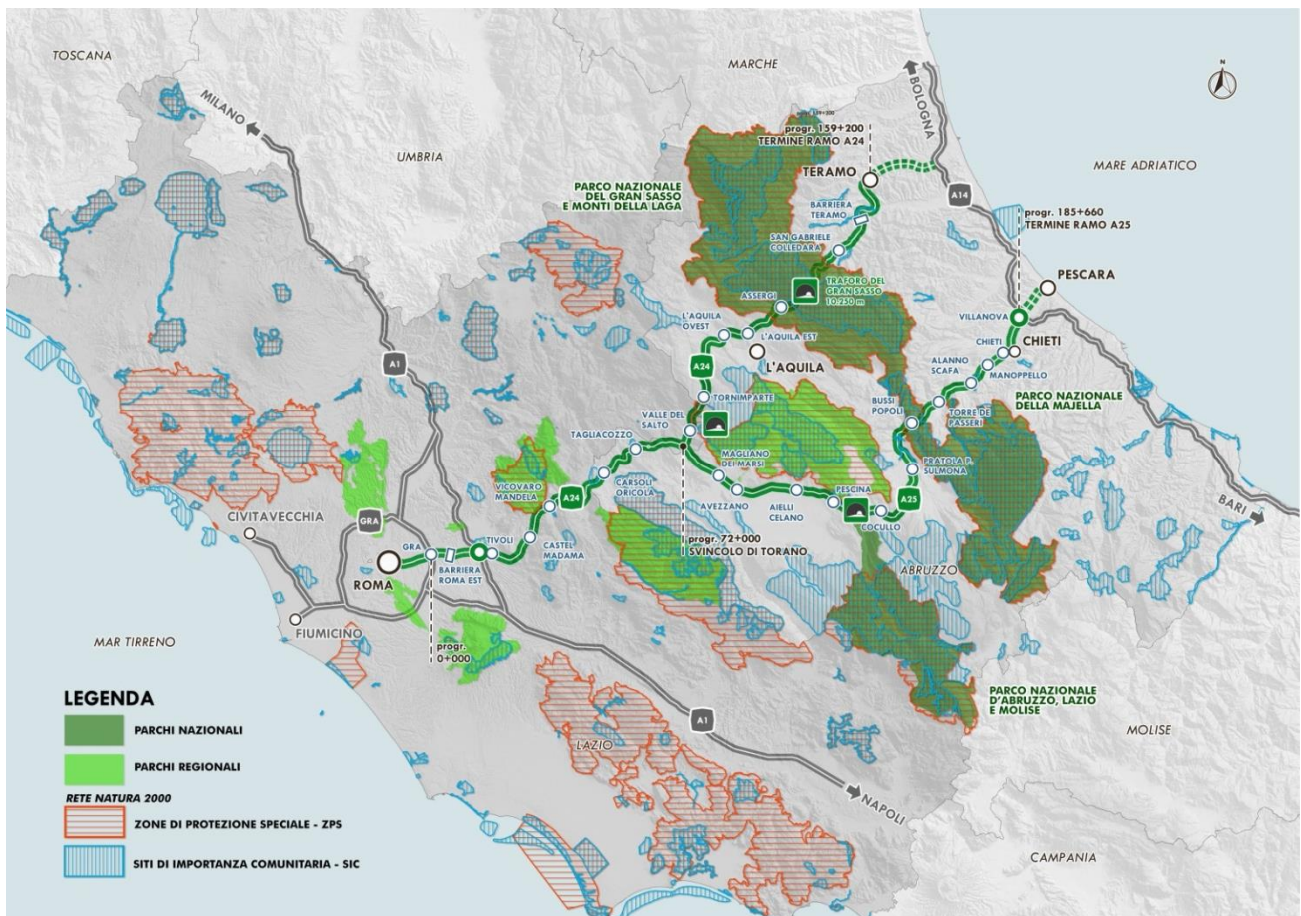 TOSCANA
MARCHE
UMBRIA
MILANO
BOLOGNA
N
MARE ADRIATICO
progr. 159+200
TERMINE RAMO A24
TERAMO
PARCO NAZIONALE
DEL GRAN SASSO
E MONTI DELLA LAGA
BARRIERA
TERAMO
A14
progr. 185+660
TERMINE RAMO A25
SAN GABRIELE
COLLEDARA
PESCARA
TRAFORO DEL
GRAN SASSO
10.250 m
ASSERGI
VILLANOVA
L'AQUILA
OVEST
L'AQUILA EST
CHIETI
CHIETI
L'AQUILA
A1
A24
ALANNO
SCAFA
MANOPPELLO
PARCO NAZIONALE
DELLA MAJELLA
TORNIMPARTE
BUSSI
POPOLI
TORRE DE
PASSERI
VALLE DEL
SALTO
TAGLIACOZZO
MAGLIANO
DEI MARSI
PRATOLA P.
SULMONA
CARSOLI
ORICOLA
VICOVARO
MANDELA
A24
AVEZZANO
AIELLI
CELANO
PESCINA
A25
COCULLO
BARI
CIVITAVECCHIA
GRA
progr. 72+000
SVINCOLO DI TORANO
CASTEL
MADAMA
TIVOLI
GRA
BARRIERA
ROMA EST
ROMA
ABRUZZO
FIUMICINO
MAR TIRRENO
progr.
0+000
PARCO NAZIONALE
D'ABRUZZO, LAZIO
E MOLISE
A1
MOLISE
LAZIO
NAPOLI
CAMPANIA
LEGENDA
PARCHI NAZIONALI
PARCHI REGIONALI
RETE NATURA 2000
ZONE DI PROTEZIONE SPECIALE - ZPS
SITI DI IMPORTANZA COMUNITARIA - SIC